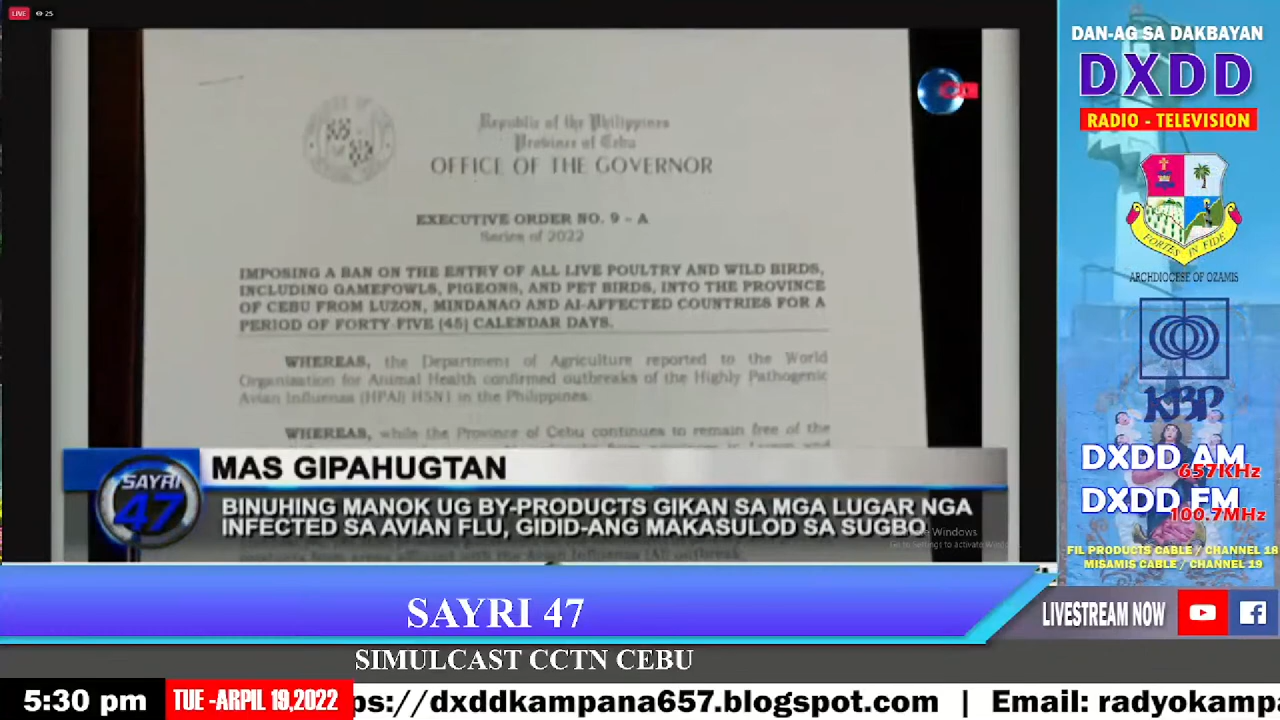 LIVE 25
Republic of the Philippines
Province of Cebu
OFFICE OF THE GOVERNOR
EXECUTIVE ORDER NO. 9 – A
Series of 2022
IMPOSING A BAN ON THE ENTRY OF ALL LIVE POULTRY AND WILD BIRDS,
INCLUDING GAMEFOWLS, PIGEONS, AND PET BIRDS, INTO THE PROVINCE
OF CEBU FROM LUZON, MINDANAO AND AI-AFFECTED COUNTRIES FOR A
PERIOD OF FORTY-FIVE (45) CALENDAR DAYS.
WHEREAS, the Department of Agriculture reported to the World
Organization for Animal Health confirmed outbreaks of the Highly Pathogenic
Avian Influenza (HPAI) H5N1 in the Philippines;
WHEREAS, while the Province of Cebu continues to remain free of the
SAYRI
47
MAS GIPAHUGTAN
BINUHING MANOK UG BY-PRODUCTS GIKAN SA MGA LUGAR NGA
INFECTED SA AVIAN FLU, GIDID-ANG MAKASULOD SA SUGBO
Windows
Go to Settings to activate
SAYRI 47
SIMULCAST CCTN CEBU
5:30 pm
TUE -ARPIL 19,2022
ps://dxddkampana657.blogspot.com | Email: radyokampa
DAN-AG SA DAKBAYAN
DXDD
RADIO - TELEVISION
FORTES IN FIDE
ARCHDIOCESE OF OZAMIS
KBP
DXDD AM
657KHz
DXDD FM
100.7MHz
FIL PRODUCTS CABLE / CHANNEL 18
MISAMIS CABLE / CHANNEL 19
LIVESTREAM NOW